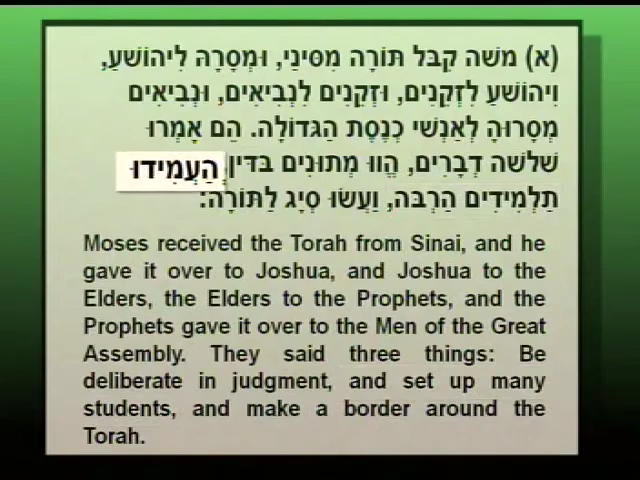 (א) משֶׁה קִבֵּל תּוֹרָה מִסִּינַי, וּמְסָרָהּ לִיהוֹשֻׁעַ,
וִיהוֹשֻׁעַ לִזְקֵנִים, וּזְקֵנִים לִנְבִיאִים, וּנְבִיאִים
מְסָרוּהָ לְאַנְשֵׁי כְנֶסֶת הַגְּדוֹלָה. הֵם אָמְרוּ
שְׁלשָׁה דְבָרִים, הֱווּ מְתוּנִים בַּדִּין, וְהַעֲמִידוּ
תַלְמִידִים הַרְבֵּה, וַעֲשׂוּ סְיָג לַתּוֹרָה:
Moses received the Torah from Sinai, and he
gave it over to Joshua, and Joshua to the
Elders, the Elders to the Prophets, and the
Prophets gave it over to the Men of the Great
Assembly. They said three things: Be
deliberate in judgment, and set up many
students, and make a border around the
Torah.